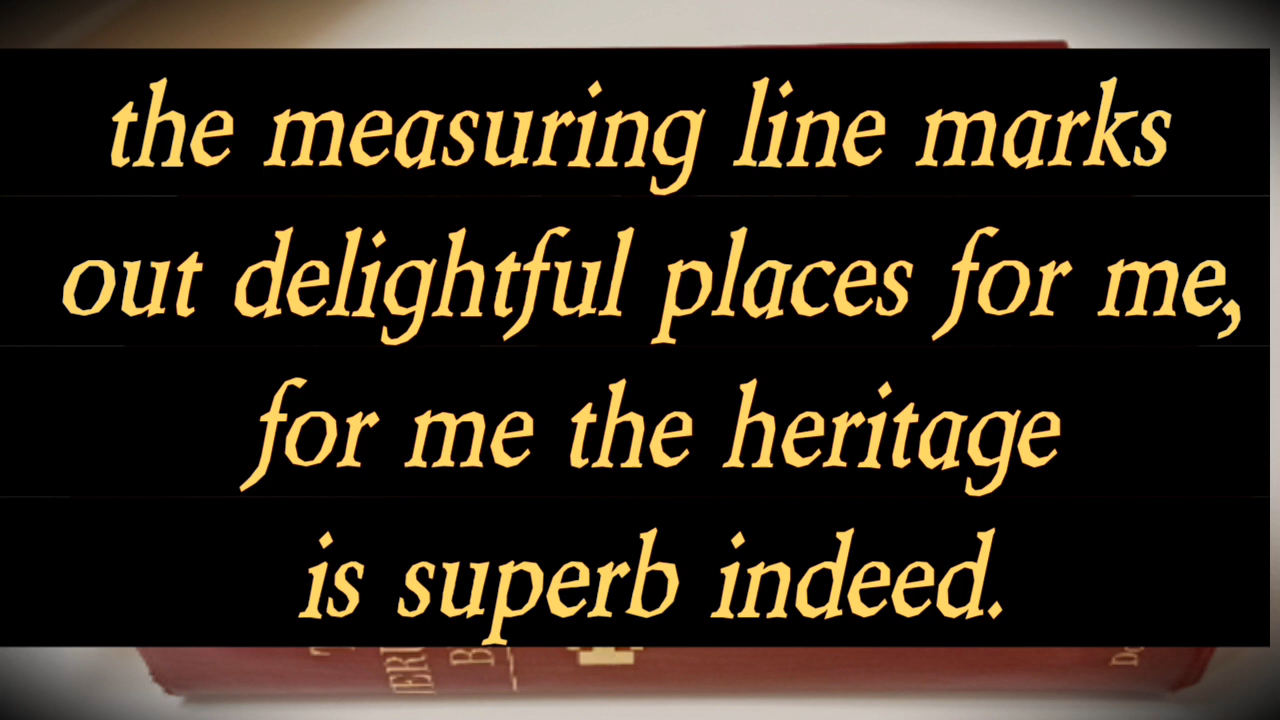 the measuring line marks
out delightful places for me,
for me the heritage
is superb indeed.